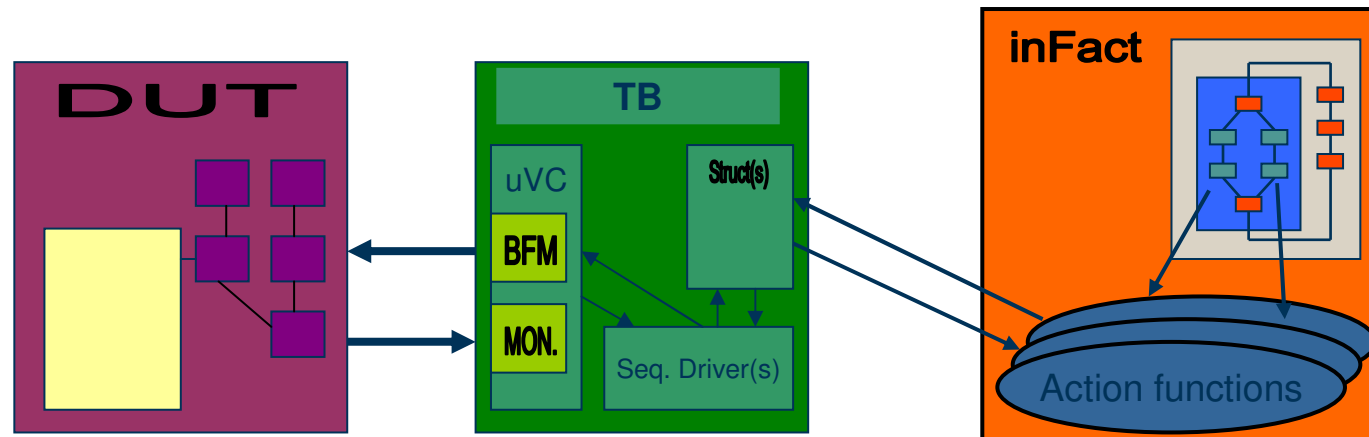 DUT
TB
uVC
BFM
MON.
Struct(s)
Seq. Driver(s)
inFact
Action functions